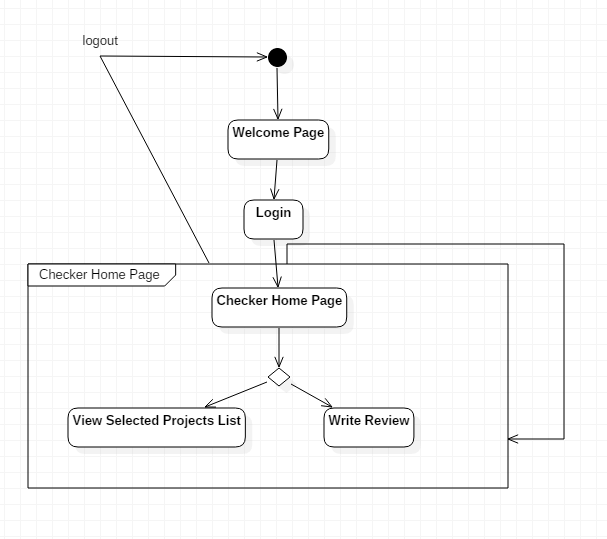 logout
Welcome Page
Login
Checker Home Page
Checker Home Page
View Selected Projects List
Write Review